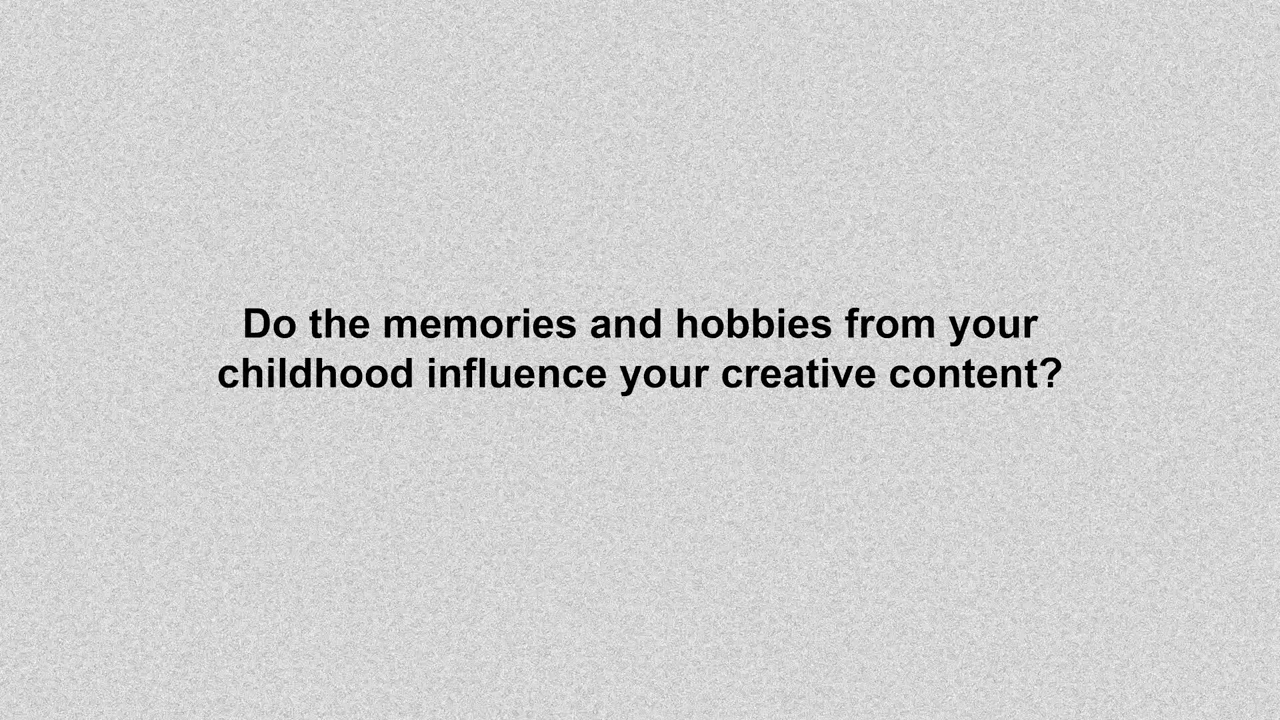 Do the memories and hobbies from your
childhood influence your creative content?